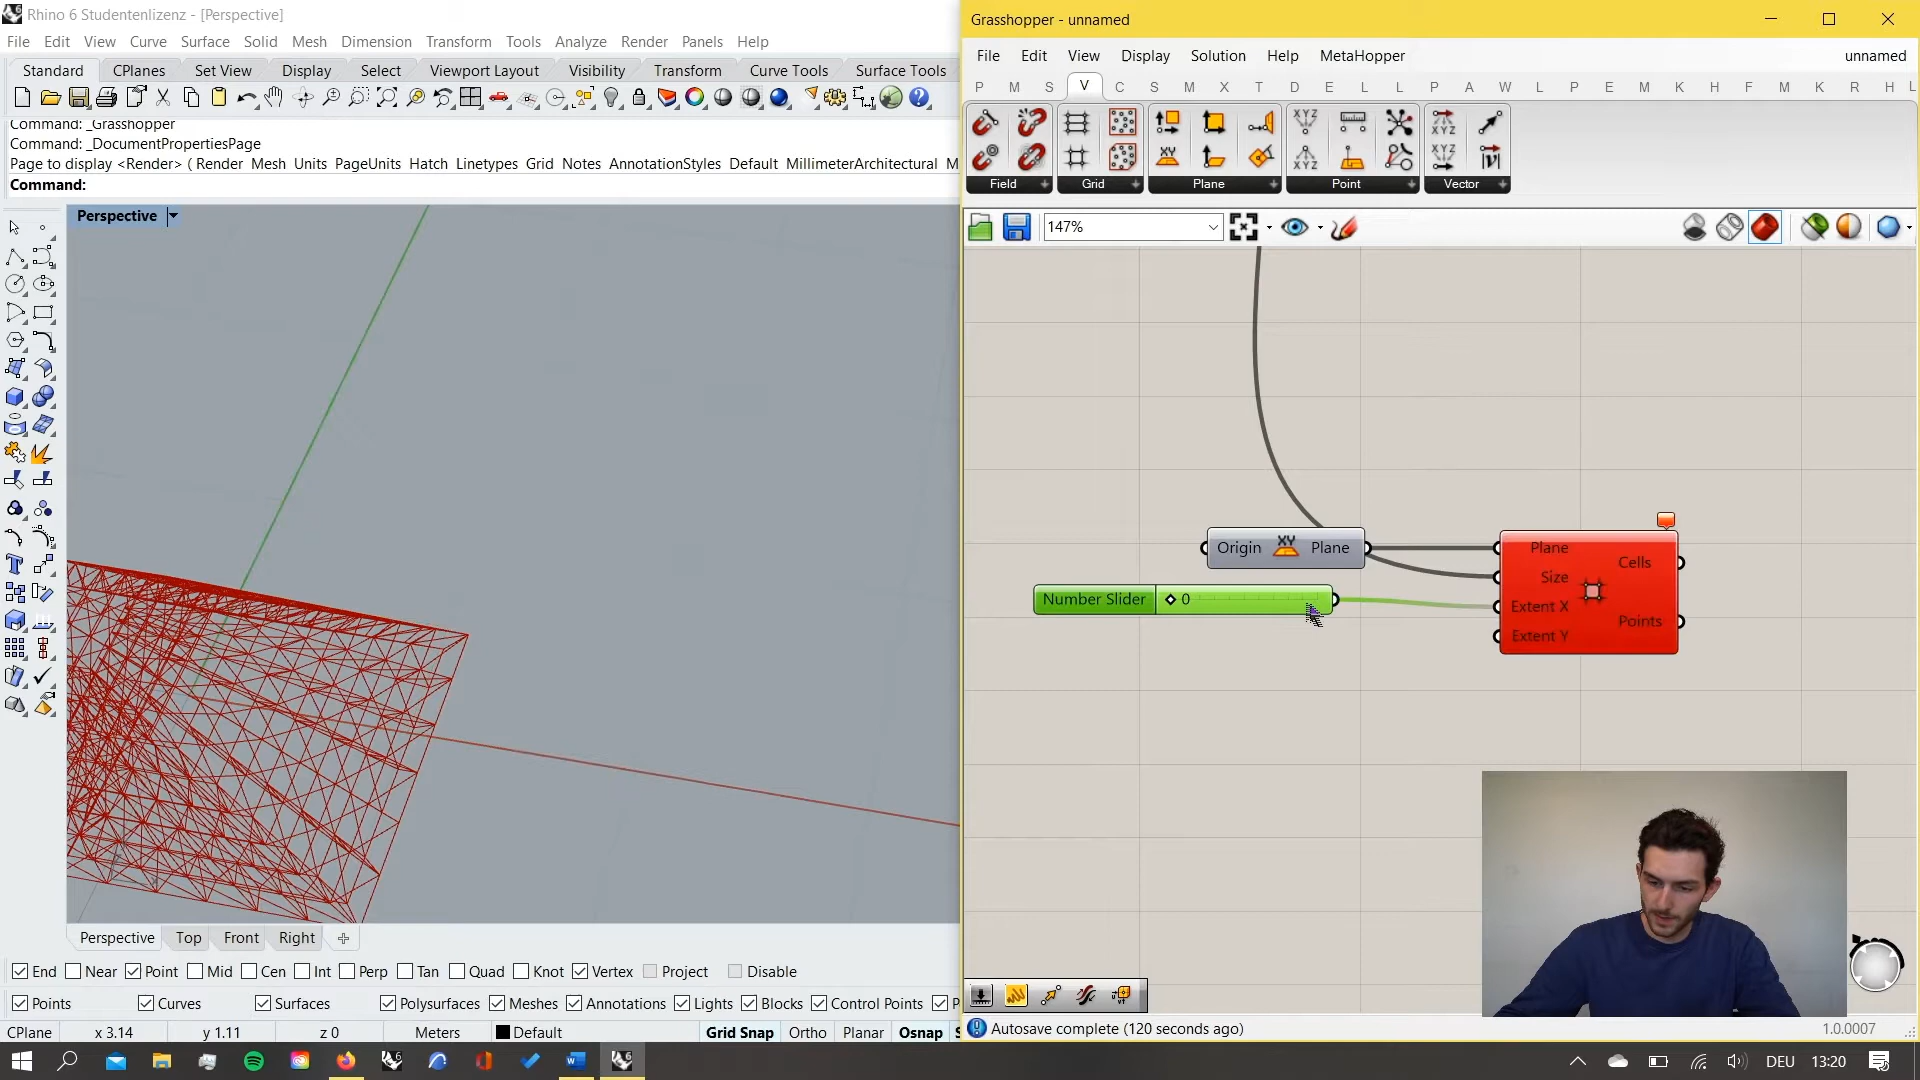 Rhino 6 Studentenlizenz - [Perspective]
File Edit View Curve Surface Solid Mesh Dimension Transform Tools Analyze Render Panels Help
Standard CPlanes Set View Display Select Viewport Layout Visibility Transform Curve Tools Surface Tools
Command: _Grasshopper
Command: _DocumentPropertiesPage
Page to display <Render> ( Render Mesh Units PageUnits Hatch Linetypes Grid Notes AnnotationStyles Default MillimeterArchitectural M
Command:
Perspective
Perspective Top Front Right
End Near Point Mid Cen Int Perp Tan Quad Knot Vertex Project Disable
Points Curves Surfaces Polysurfaces Meshes Annotations Lights Blocks Control Points P
CPlane x 3.14 y 1.11 z 0 Meters Default Grid Snap Ortho Planar Osnap S
Grasshopper - unnamed
File Edit View Display Solution Help MetaHopper unnamed
P M S V C S M X T D E L L P A W L P E M K H F M K R H L
Field Grid Plane Point Vector
147%
Origin XY Plane
Number Slider 0
Plane
Size
Extent X
Extent Y
Cells
Points
Autosave complete (120 seconds ago) 1.0.0007
DEU 13:20